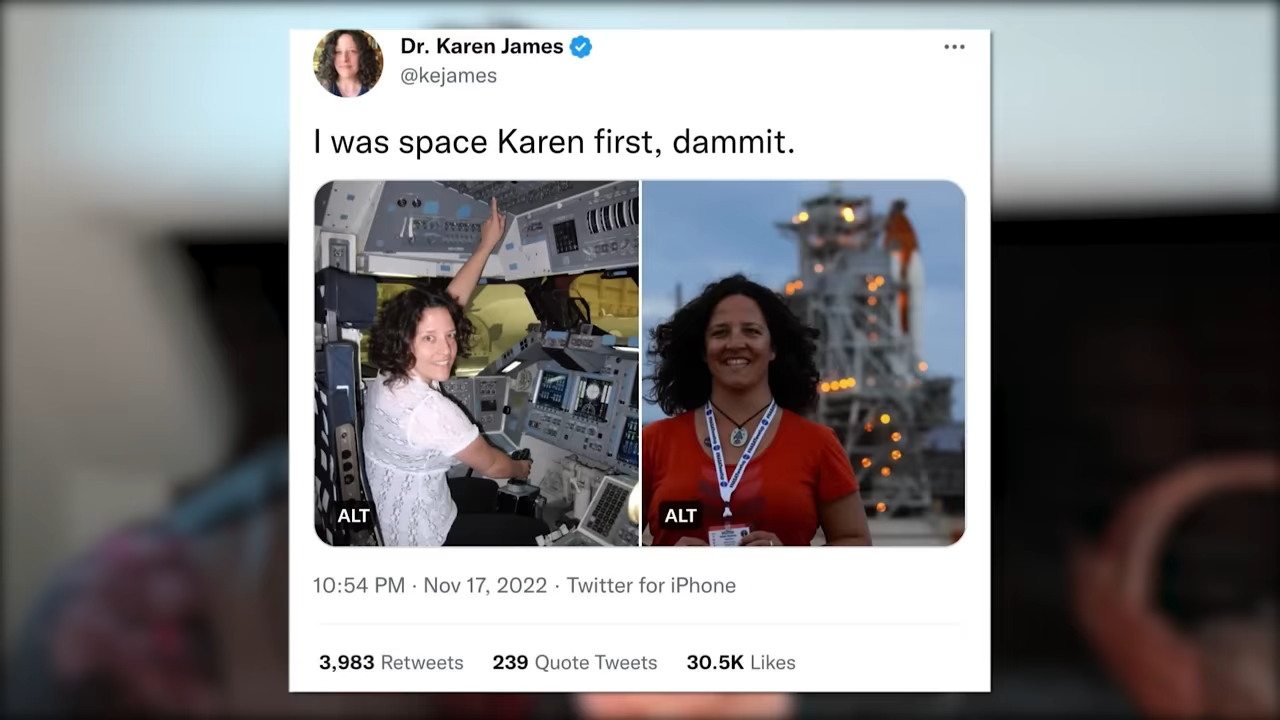 Dr. Karen James
@kejames
I was space Karen first, dammit.
ALT
ALT
10:54 PM · Nov 17, 2022 · Twitter for iPhone
3,983 Retweets 239 Quote Tweets 30.5K Likes